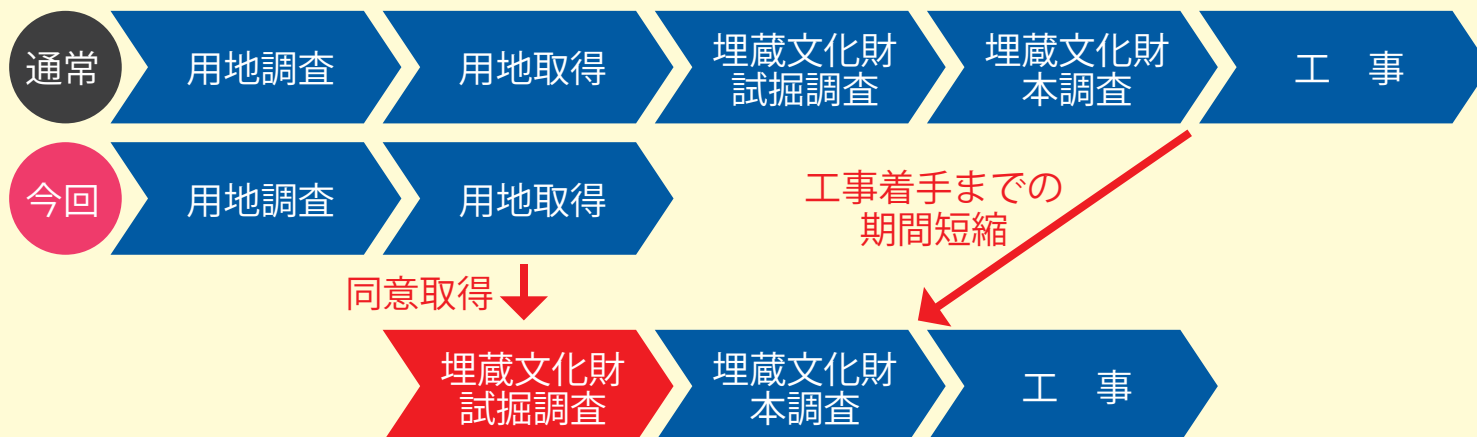 通常
用地調査
用地取得
埋蔵文化財
試掘調査
埋蔵文化財
本調査
工　事
今回
用地調査
用地取得
工事着手までの
期間短縮
同意取得
埋蔵文化財
試掘調査
埋蔵文化財
本調査
工　事